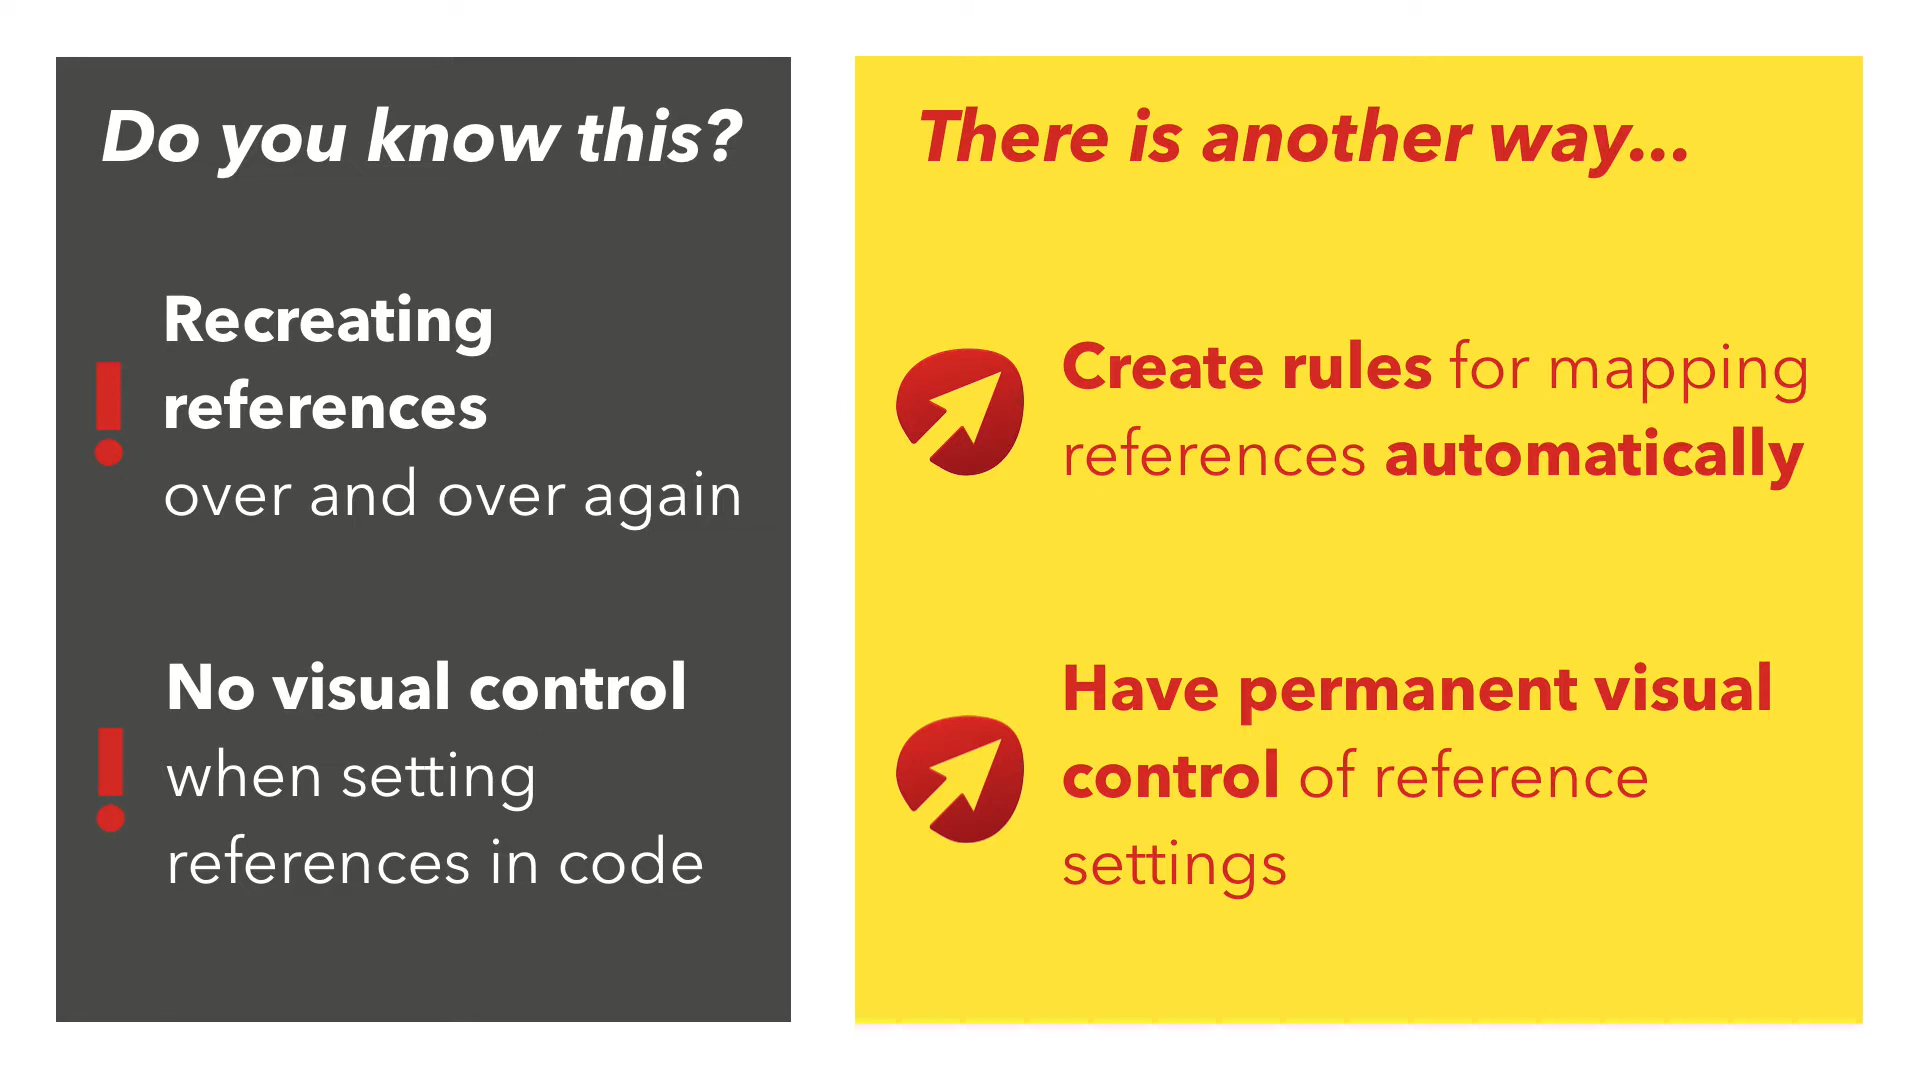 Do you know this?
Recreating
references
over and over again
No visual control
when setting
references in code
There is another way...
Create rules for mapping
references automatically
Have permanent visual
control of reference
settings